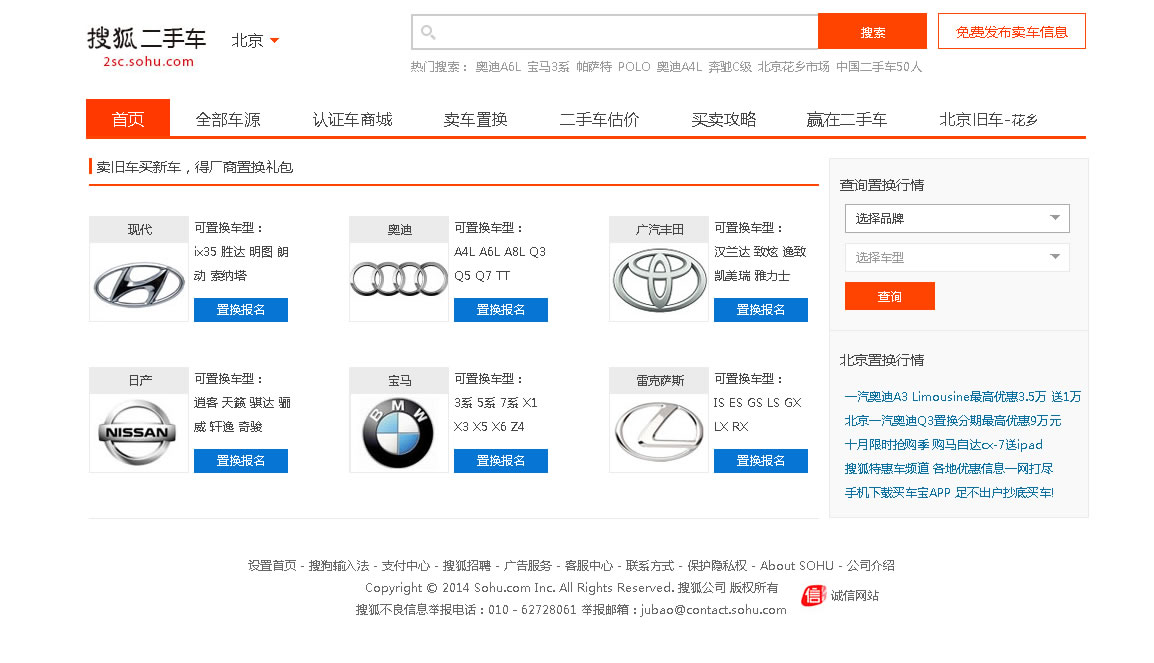 搜狐 二手车
2sc.sohu.com
北京
搜索
免费发布卖车信息
热门搜索： 奥迪A6L 宝马3系 帕萨特 POLO 奥迪A4L 奔驰C级 北京花乡市场 中国二手车50人
首页 全部车源 认证车商城 卖车置换 二手车估价 买卖攻略 赢在二手车 北京旧车-花乡
卖旧车买新车，得厂商置换礼包
现代
可置换车型：
ix35 胜达 明图 朗
动 索纳塔
置换报名
奥迪
可置换车型：
A4L A6L A8L Q3
Q5 Q7 TT
置换报名
广汽丰田
可置换车型：
汉兰达 致炫 逸致
凯美瑞 雅力士
置换报名
日产
NISSAN
可置换车型：
逍客 天籁 骐达 骊
威 轩逸 奇骏
置换报名
宝马
BMW
可置换车型：
3系 5系 7系 X1
X3 X5 X6 Z4
置换报名
雷克萨斯
可置换车型：
IS ES GS LS GX
LX RX
置换报名
查询置换行情
选择品牌
选择车型
查询
北京置换行情
一汽奥迪A3 Limousine最高优惠3.5万 送1万
北京一汽奥迪Q3置换分期最高优惠9万元
十月限时抢购季 购马自达cx-7送ipad
搜狐特惠车频道 各地优惠信息一网打尽
手机下载买车宝APP 足不出户抄底买车!
设置首页 - 搜狗输入法 - 支付中心 - 搜狐招聘 - 广告服务 - 客服中心 - 联系方式 - 保护隐私权 - About SOHU - 公司介绍
Copyright © 2014 Sohu.com Inc. All Rights Reserved. 搜狐公司 版权所有
搜狐不良信息举报电话：010－62728061 举报邮箱：jubao@contact.sohu.com
信 诚信网站